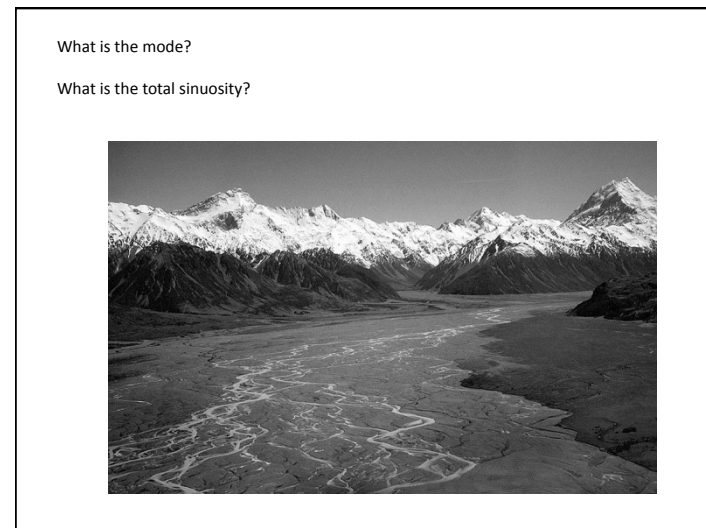 What is the mode?
What is the total sinuosity?